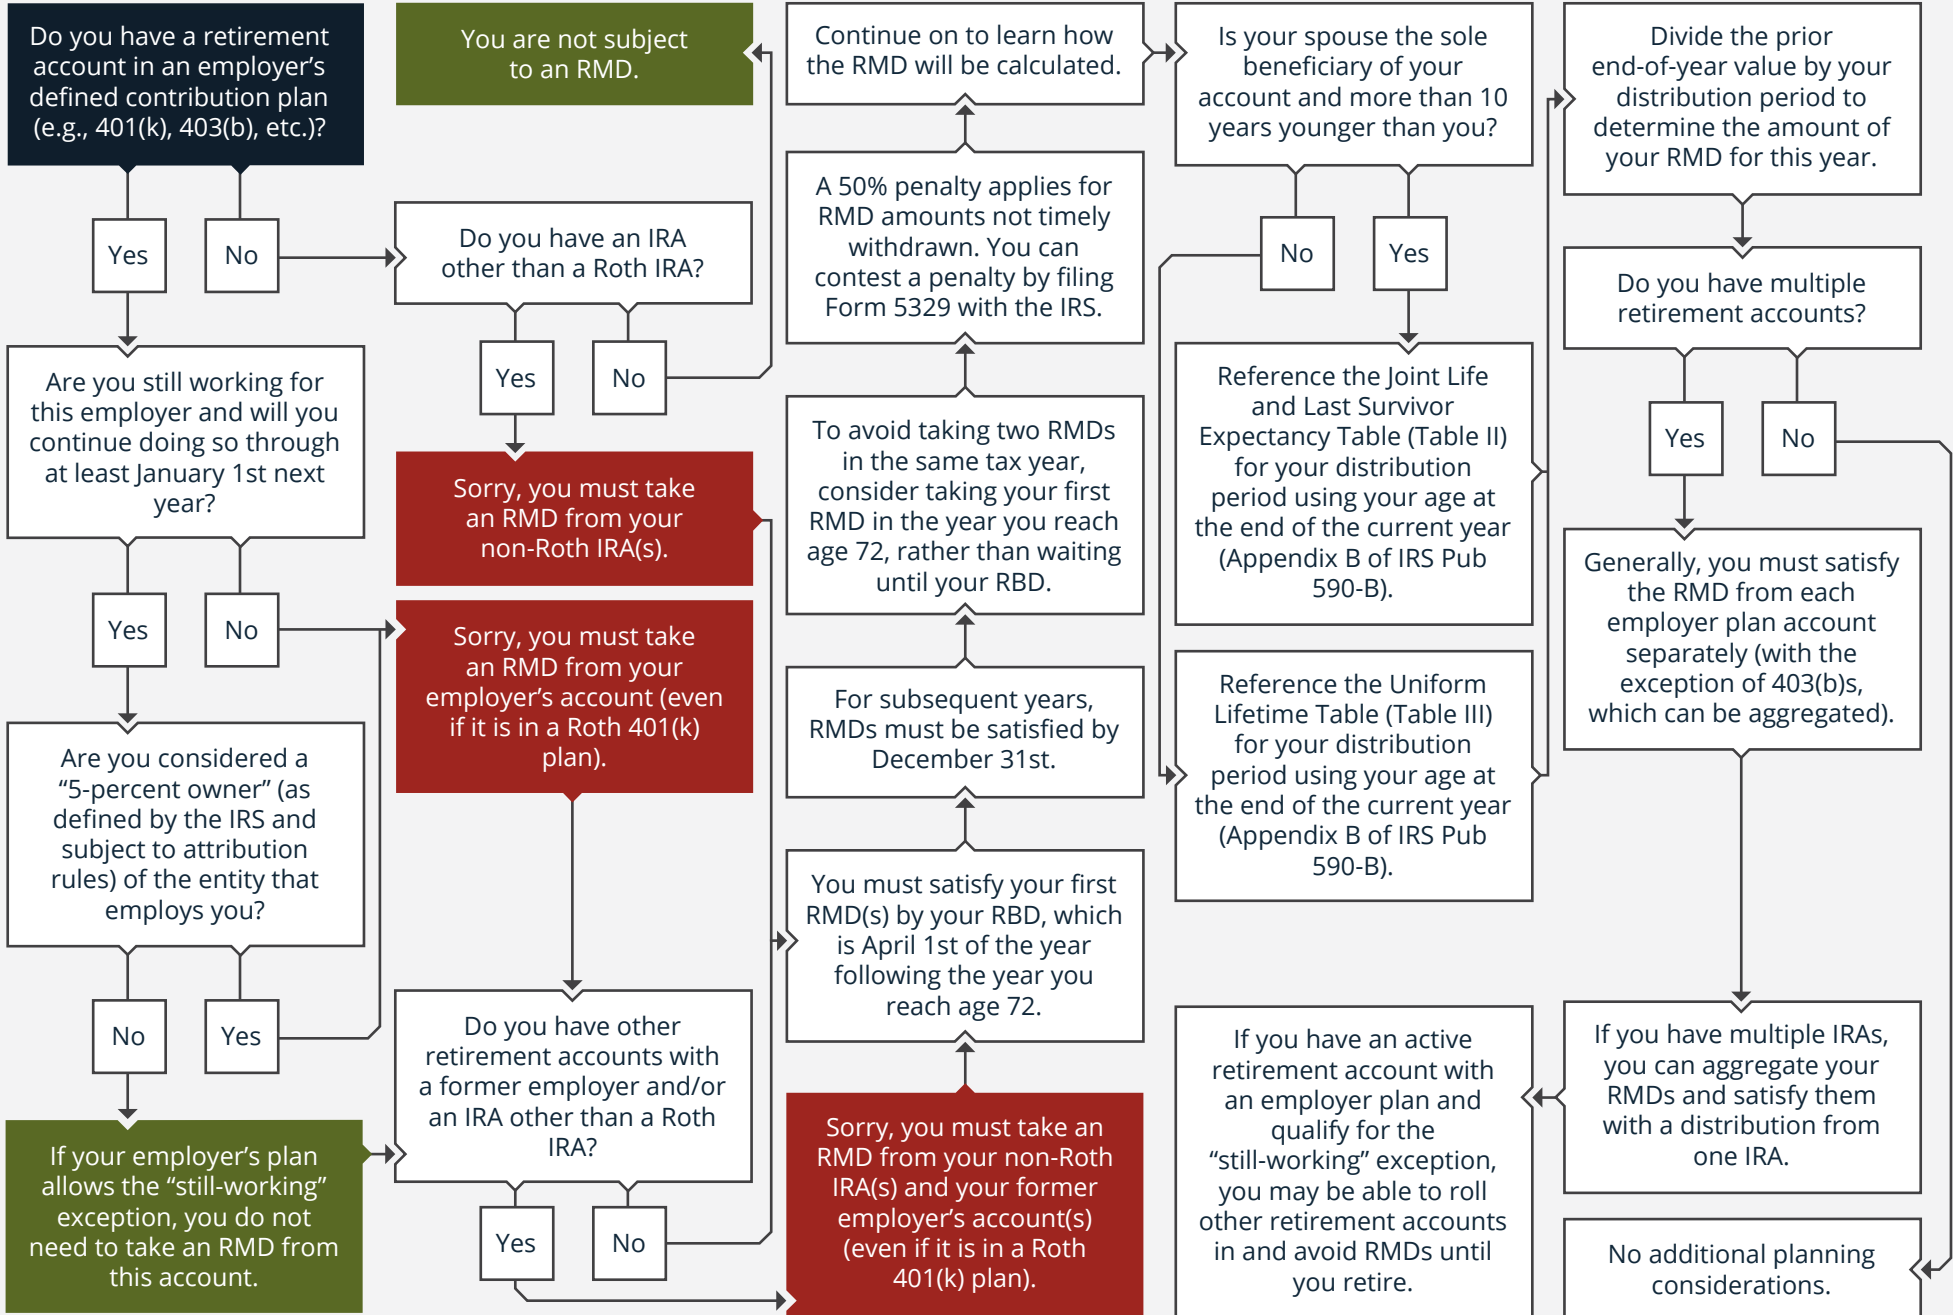 Do you have a retirement
account in an employer’s
defined contribution plan
(e.g., 401(k), 403(b), etc.)?
Yes
No
Are you still working for
this employer and will you
continue doing so through
at least January 1st next
year?
Yes
No
Are you considered a
“5-percent owner” (as
defined by the IRS and
subject to attribution
rules) of the entity that
employs you?
No
Yes
If your employer’s plan
allows the “still-working”
exception, you do not
need to take an RMD from
this account.
You are not subject
to an RMD.
Do you have an IRA
other than a Roth IRA?
Yes
No
Sorry, you must take
an RMD from your
non-Roth IRA(s).
Sorry, you must take
an RMD from your
employer’s account (even
if it is in a Roth 401(k)
plan).
Do you have other
retirement accounts with
a former employer and/or
an IRA other than a Roth
IRA?
Yes
No
Continue on to learn how
the RMD will be calculated.
A 50% penalty applies for
RMD amounts not timely
withdrawn. You can
contest a penalty by filing
Form 5329 with the IRS.
To avoid taking two RMDs
in the same tax year,
consider taking your first
RMD in the year you reach
age 72, rather than waiting
until your RBD.
For subsequent years,
RMDs must be satisfied by
December 31st.
You must satisfy your first
RMD(s) by your RBD, which
is April 1st of the year
following the year you
reach age 72.
Sorry, you must take an
RMD from your non-Roth
IRA(s) and your former
employer’s account(s)
(even if it is in a Roth
401(k) plan).
Is your spouse the sole
beneficiary of your
account and more than 10
years younger than you?
No
Yes
Reference the Joint Life
and Last Survivor
Expectancy Table (Table II)
for your distribution
period using your age at
the end of the current year
(Appendix B of IRS Pub
590-B).
Reference the Uniform
Lifetime Table (Table III)
for your distribution
period using your age at
the end of the current year
(Appendix B of IRS Pub
590-B).
If you have an active
retirement account with
an employer plan and
qualify for the
“still-working” exception,
you may be able to roll
other retirement accounts
in and avoid RMDs until
you retire.
Divide the prior
end-of-year value by your
distribution period to
determine the amount of
your RMD for this year.
Do you have multiple
retirement accounts?
Yes
No
Generally, you must satisfy
the RMD from each
employer plan account
separately (with the
exception of 403(b)s,
which can be aggregated).
If you have multiple IRAs,
you can aggregate your
RMDs and satisfy them
with a distribution from
one IRA.
No additional planning
considerations.